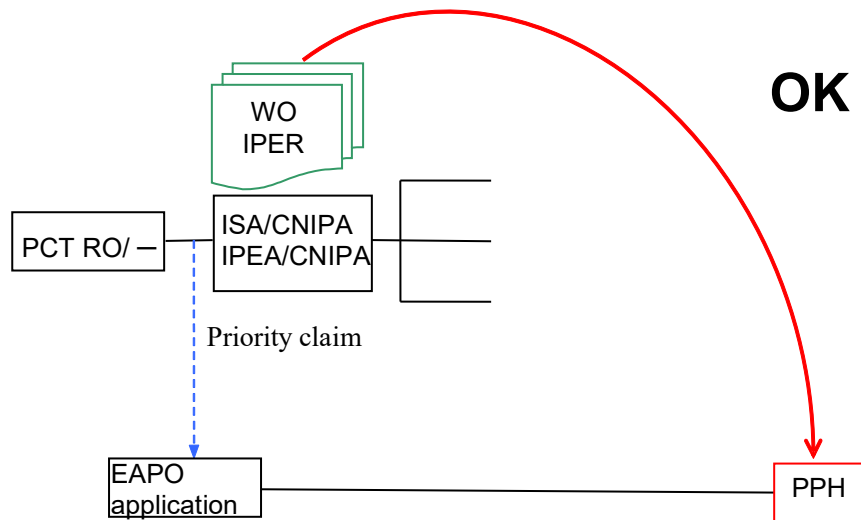 OK
WO
IPER
PCT RO/ –
ISA/CNIPA
IPEA/CNIPA
Priority claim
EAPO
application
PPH